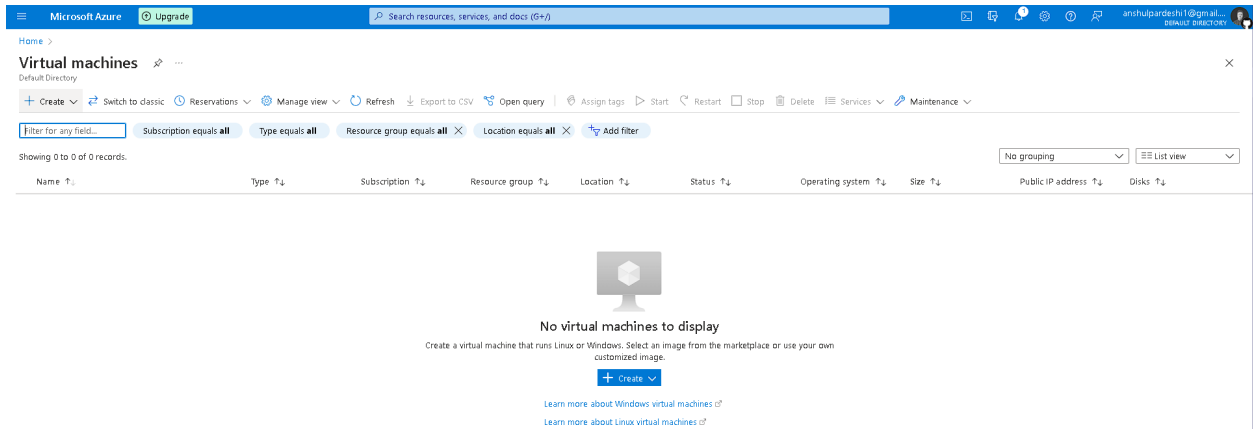 Microsoft Azure Upgrade Search resources, services, and docs (G+/) 1 anshulpardeshi1@gmail....
DEFAULT DIRECTORY
Home >
Virtual machines ...
Default Directory
+ Create Switch to classic Reservations Manage view Refresh Export to CSV Open query Assign tags Start Restart Stop Delete Services Maintenance
Filter for any field... Subscription equals all Type equals all Resource group equals all Location equals all Add filter
Showing 0 to 0 of 0 records. No grouping List view
Name Type Subscription Resource group Location Status Operating system Size Public IP address Disks
No virtual machines to display
Create a virtual machine that runs Linux or Windows. Select an image from the marketplace or use your own
customized image.
+ Create
Learn more about Windows virtual machines
Learn more about Linux virtual machines